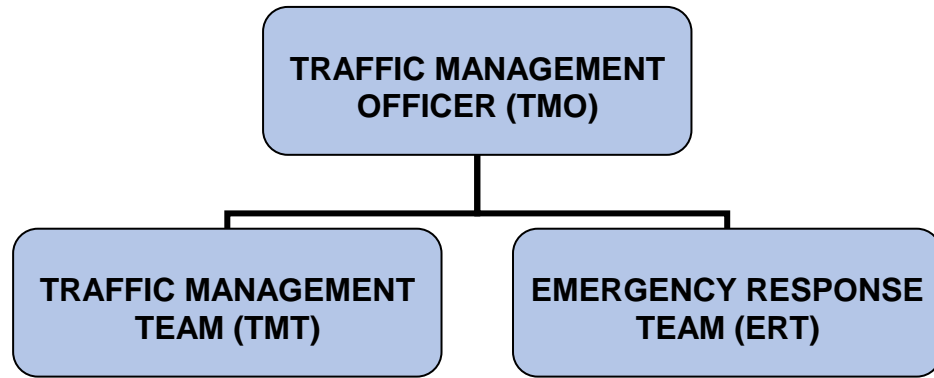 TRAFFIC MANAGEMENT
OFFICER (TMO)
TRAFFIC MANAGEMENT
TEAM (TMT)
EMERGENCY RESPONSE
TEAM (ERT)